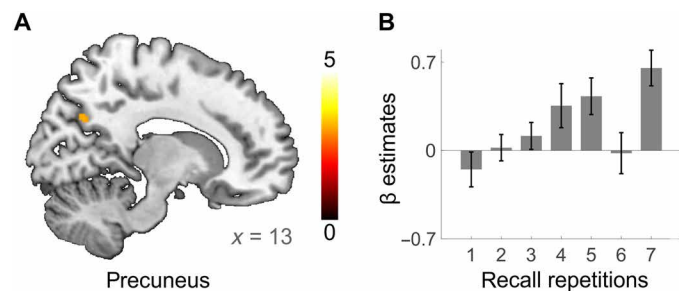 A
5
0
x = 13
Precuneus
B
β estimates
0.7
0
−0.7
1 2 3 4 5 6 7
Recall repetitions